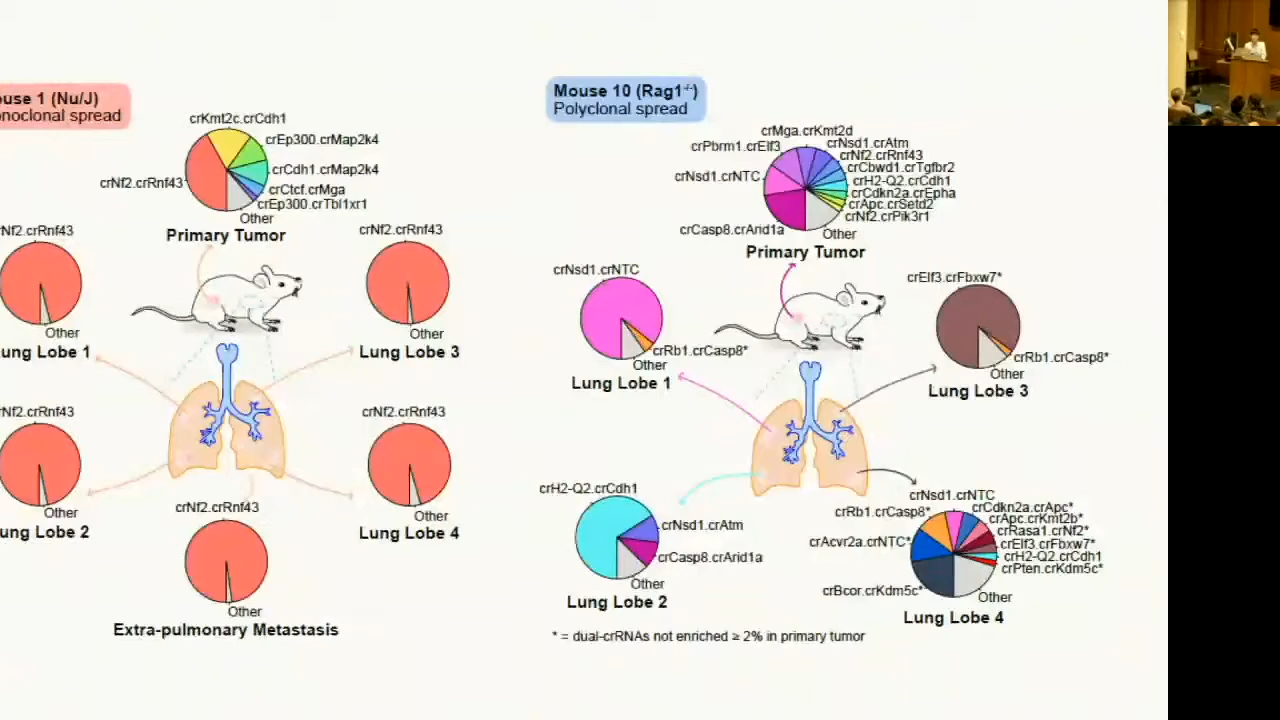 ouse 1 (Nu/J)
onoclonal spread
crKmt2c.crCdh1
crEp300.crMap2k4
crCdh1.crMap2k4
crCtcf.crMga
crEp300.crTbl1xr1
Other
crNf2.crRnf43
Primary Tumor
rNf2.crRnf43
Other
ung Lobe 1
crNf2.crRnf43
Other
Lung Lobe 3
rNf2.crRnf43
Other
ung Lobe 2
crNf2.crRnf43
Other
Lung Lobe 4
crNf2.crRnf43
Other
Extra-pulmonary Metastasis
Mouse 10 (Rag1-/-)
Polyclonal spread
crMga.crKmt2d
crPbrm1.crElf3
crNsd1.crAtm
crNf2.crRnf43
crCbwd1.crTgfbr2
crH2-Q2.crCdh1
crCdkn2a.crEpha
crApc.crSetd2
crNf2.crPik3r1
Other
crNsd1.crNTC
crCasp8.crArid1a
Primary Tumor
crNsd1.crNTC
crRb1.crCasp8*
Other
Lung Lobe 1
crElf3.crFbxw7*
crRb1.crCasp8*
Other
Lung Lobe 3
crH2-Q2.crCdh1
crNsd1.crAtm
crCasp8.crArid1a
Other
Lung Lobe 2
crNsd1.crNTC
crRb1.crCasp8*
crCdkn2a.crApc*
crApc.crKmt2b*
crRasa1.crNf2*
crElf3.crFbxw7*
crH2-Q2.crCdh1
crPten.crKdm5c*
crAcvr2a.crNTC*
crBcor.crKdm5c*
Other
Lung Lobe 4
* = dual-crRNAs not enriched ≥ 2% in primary tumor